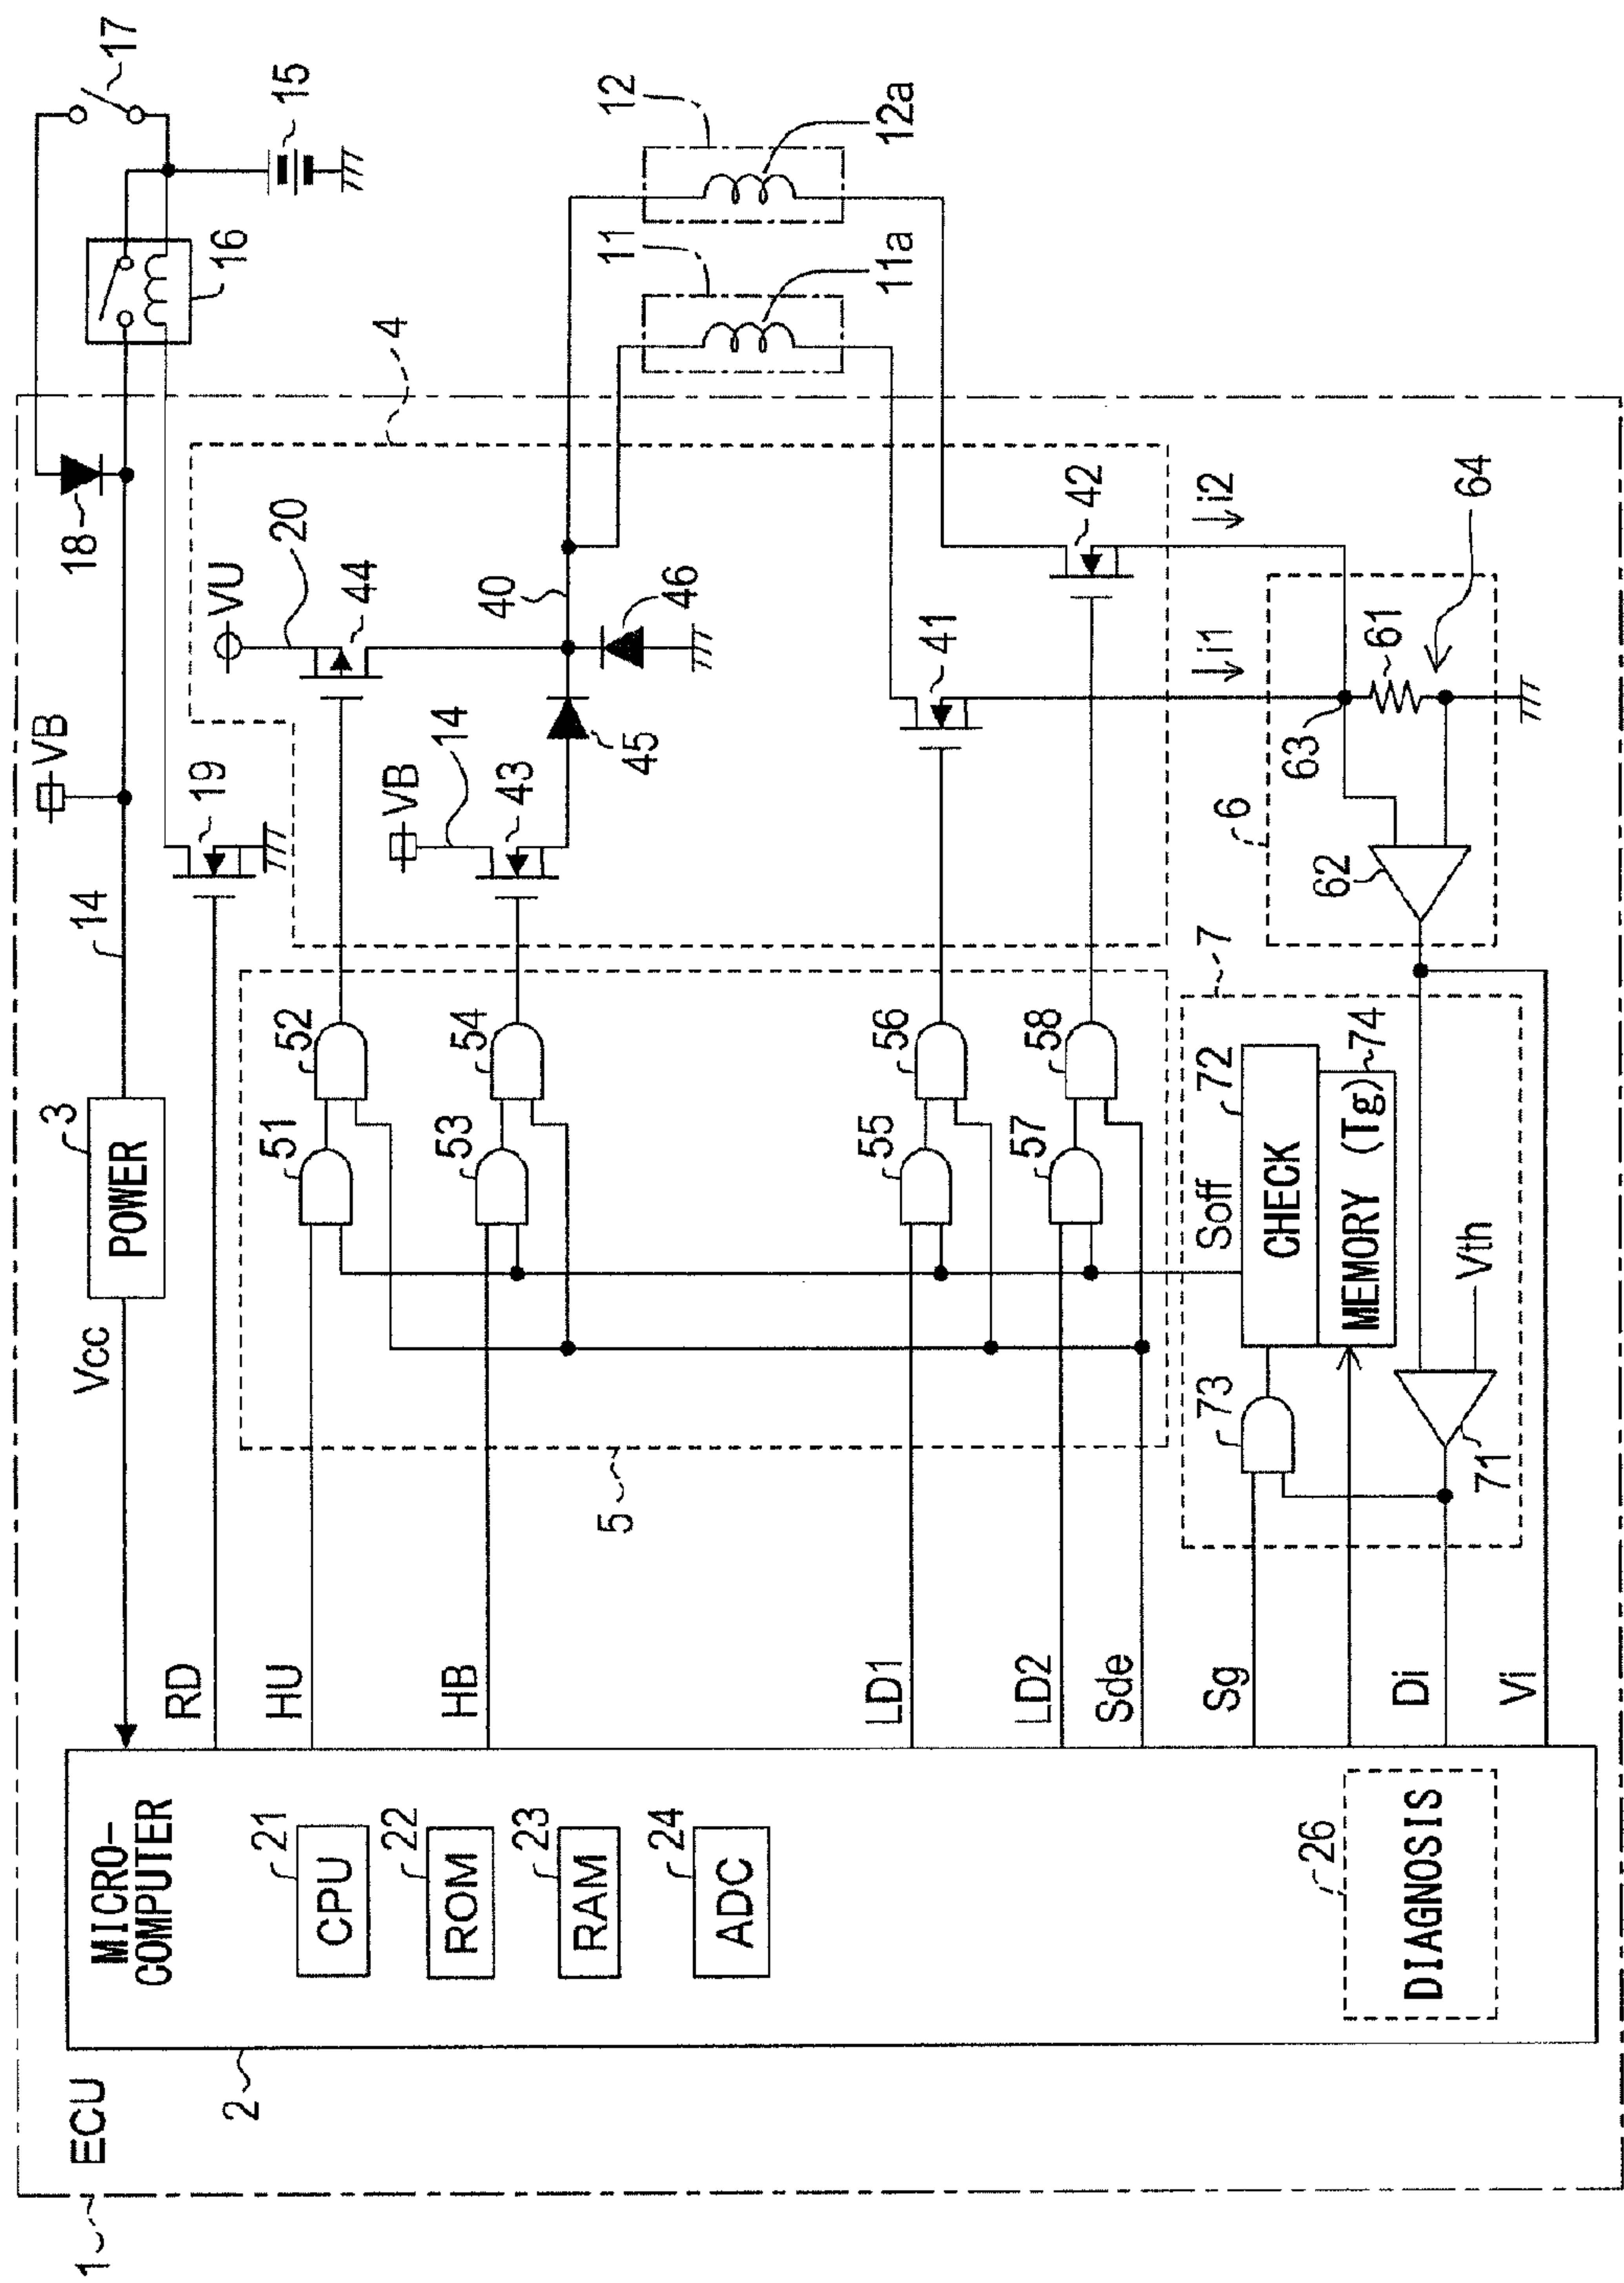 1
ECU
2
MICRO-
COMPUTER
21
CPU
22
ROM
23
RAM
24
ADC
26
DIAGNOSIS
Vcc
3
POWER
14
VB
18
16
17
15
RD
19
HU
51
52
VU
20
44
4
HB
53
54
VB
14
43
45
40
46
11
11a
12
12a
5
LD1
55
56
41
i1
LD2
57
58
42
i2
Sde
Sg
73
Soff
72
CHECK
MEMORY (Tg)
74
7
Di
71
Vth
Vi
6
62
63
61
64